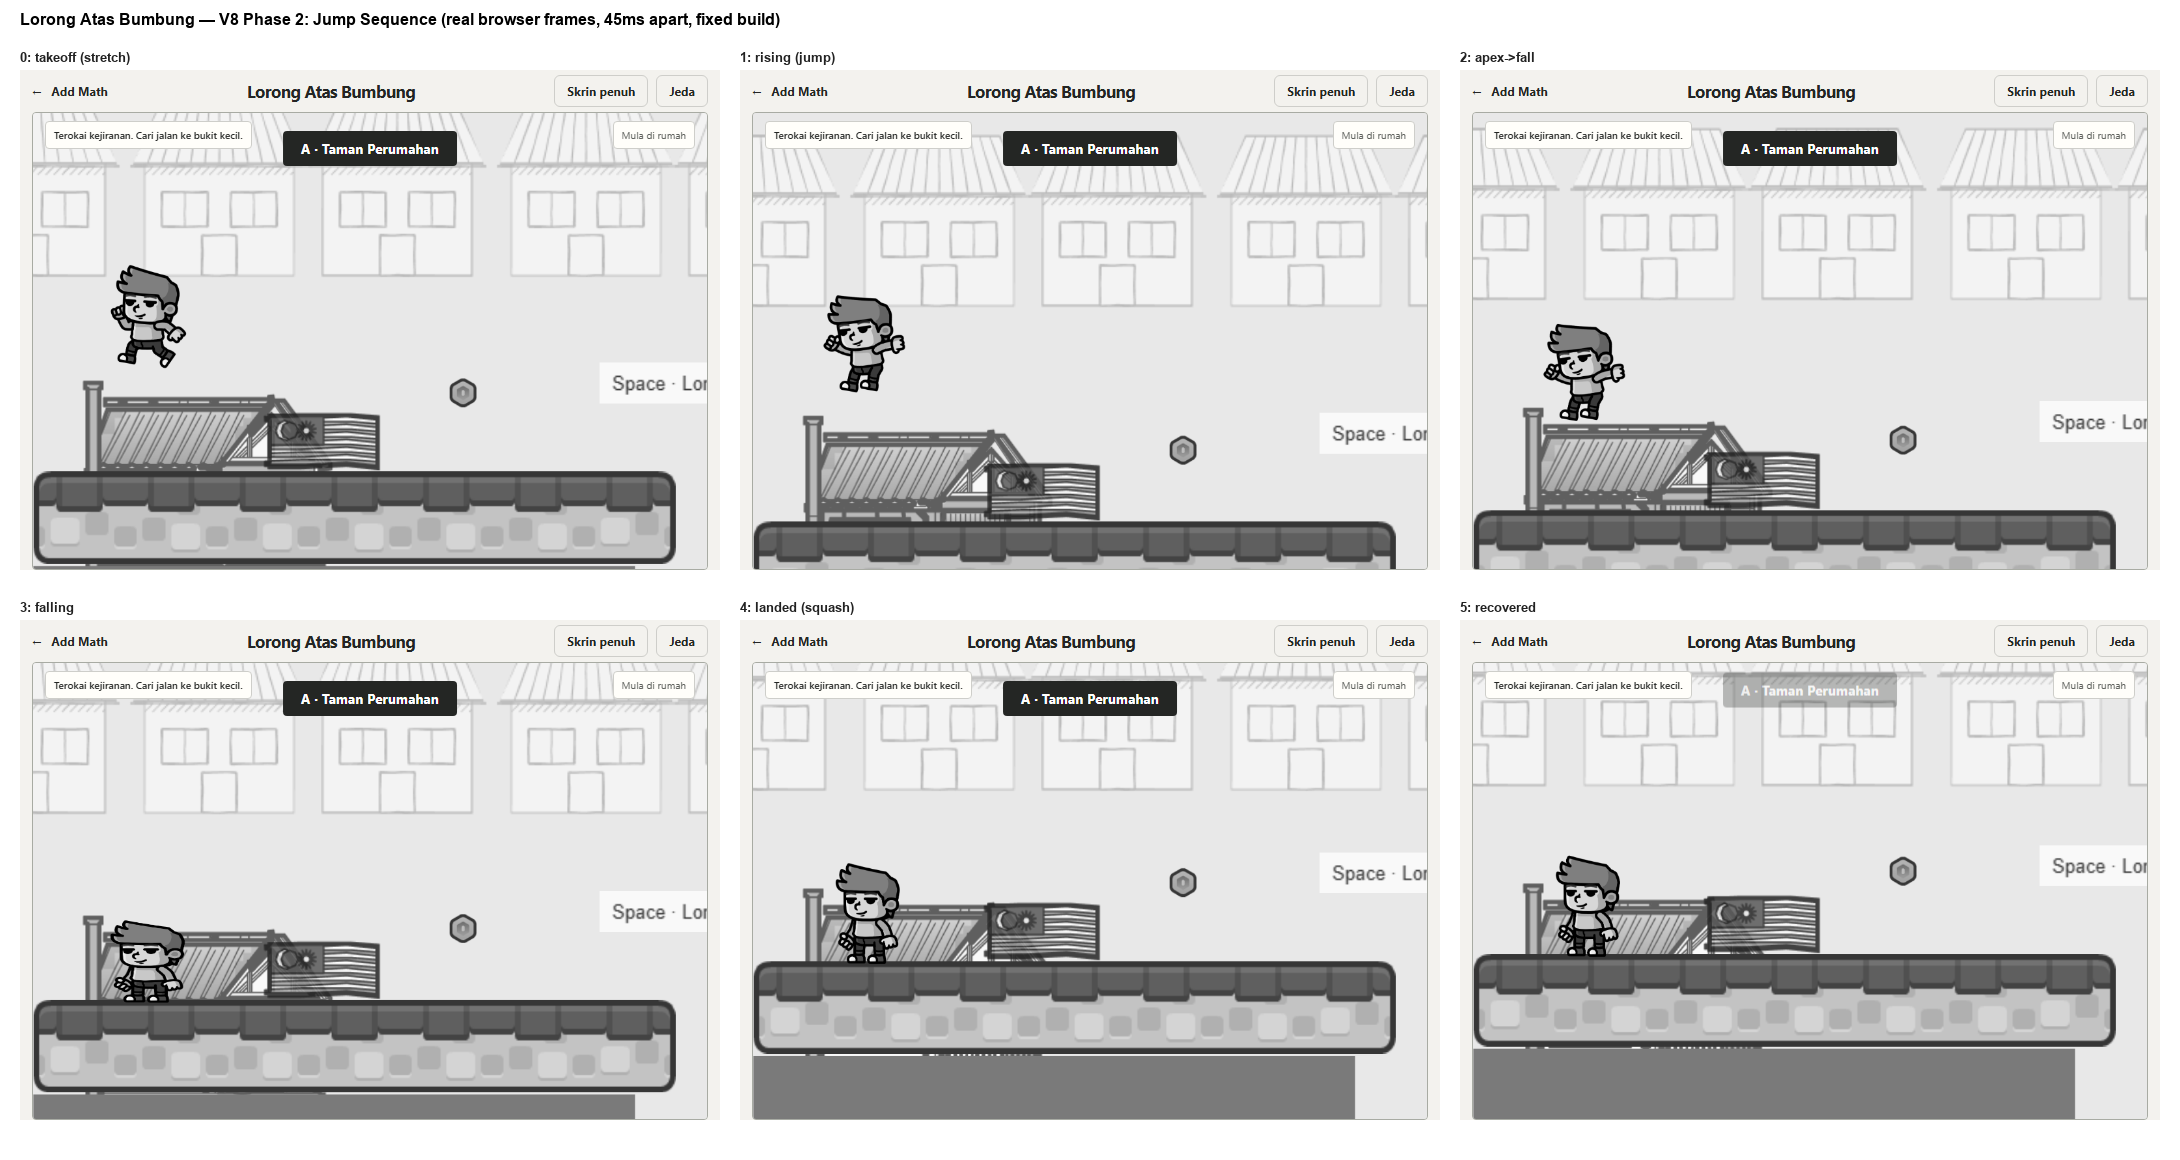 Lorong Atas Bumbung — V8 Phase 2: Jump Sequence (real browser frames, 45ms apart, fixed build)
0: takeoff (stretch)
← Add Math
Lorong Atas Bumbung
Skrin penuh
Jeda
Terokai kejiranan. Cari jalan ke bukit kecil.
A · Taman Perumahan
Mula di rumah
Space · Lor
1: rising (jump)
← Add Math
Lorong Atas Bumbung
Skrin penuh
Jeda
Terokai kejiranan. Cari jalan ke bukit kecil.
A · Taman Perumahan
Mula di rumah
Space · Lor
2: apex->fall
← Add Math
Lorong Atas Bumbung
Skrin penuh
Jeda
Terokai kejiranan. Cari jalan ke bukit kecil.
A · Taman Perumahan
Mula di rumah
Space · Lor
3: falling
← Add Math
Lorong Atas Bumbung
Skrin penuh
Jeda
Terokai kejiranan. Cari jalan ke bukit kecil.
A · Taman Perumahan
Mula di rumah
Space · Lor
4: landed (squash)
← Add Math
Lorong Atas Bumbung
Skrin penuh
Jeda
Terokai kejiranan. Cari jalan ke bukit kecil.
A · Taman Perumahan
Mula di rumah
Space · Lor
5: recovered
← Add Math
Lorong Atas Bumbung
Skrin penuh
Jeda
Terokai kejiranan. Cari jalan ke bukit kecil.
A · Taman Perumahan
Mula di rumah
Space · Lor